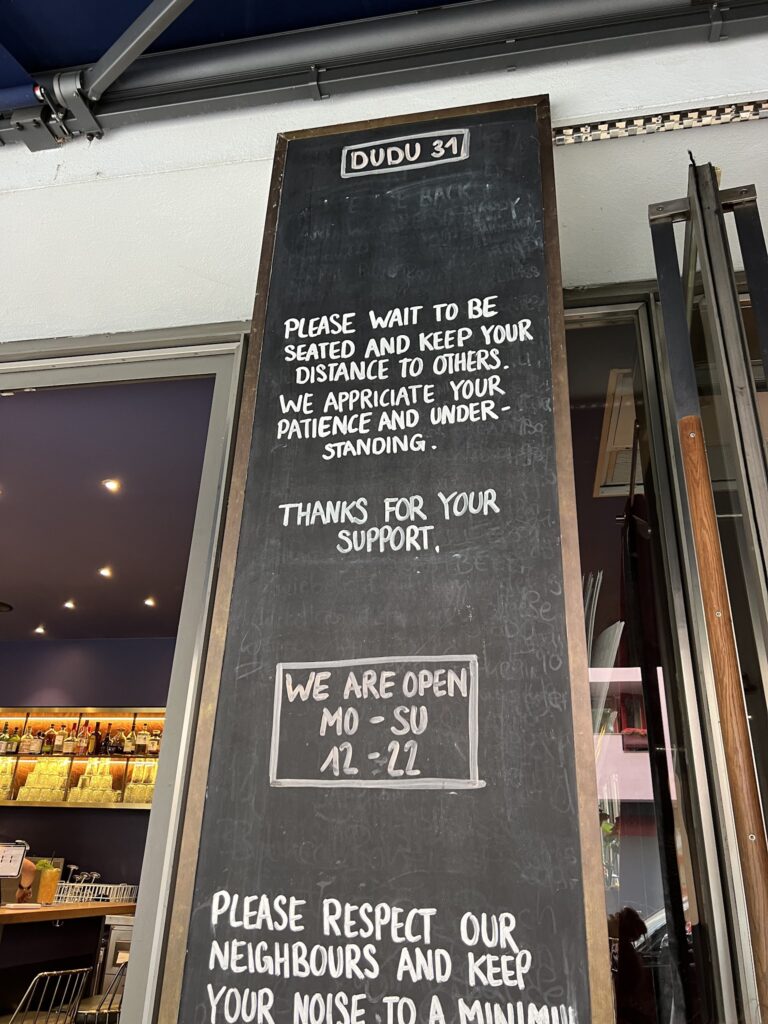 DUDU 31
PLEASE WAIT TO BE
SEATED AND KEEP YOUR
DISTANCE TO OTHERS.
WE APPRICIATE YOUR
PATIENCE AND UNDER-
STANDING.
THANKS FOR YOUR
SUPPORT.
WE ARE OPEN
MO - SU
12 - 22
PLEASE RESPECT OUR
NEIGHBOURS AND KEEP
YOUR NOISE TO A MINIMU